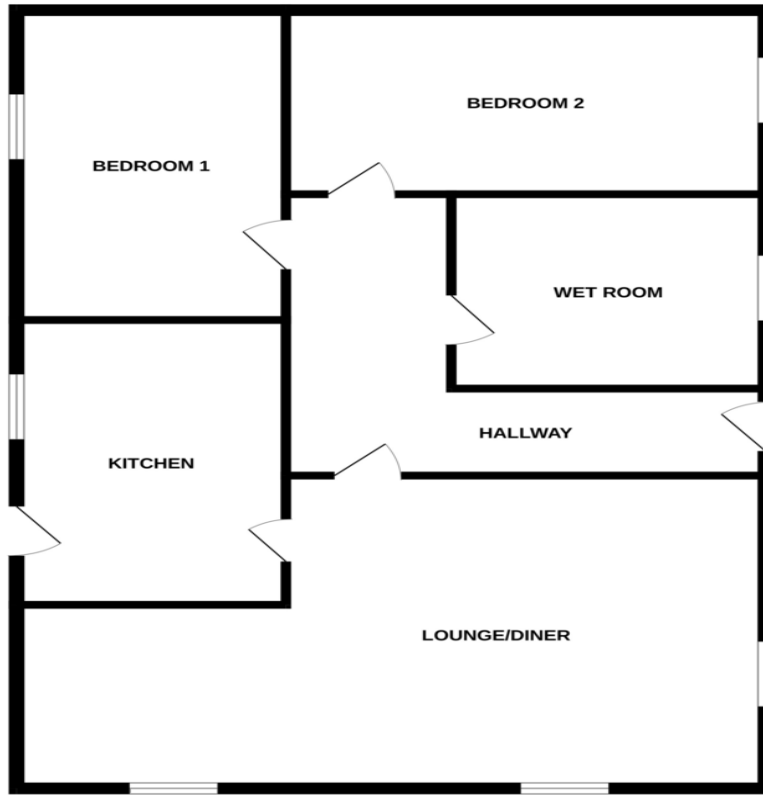 BEDROOM 2
BEDROOM 1
WET ROOM
HALLWAY
KITCHEN
LOUNGE/DINER